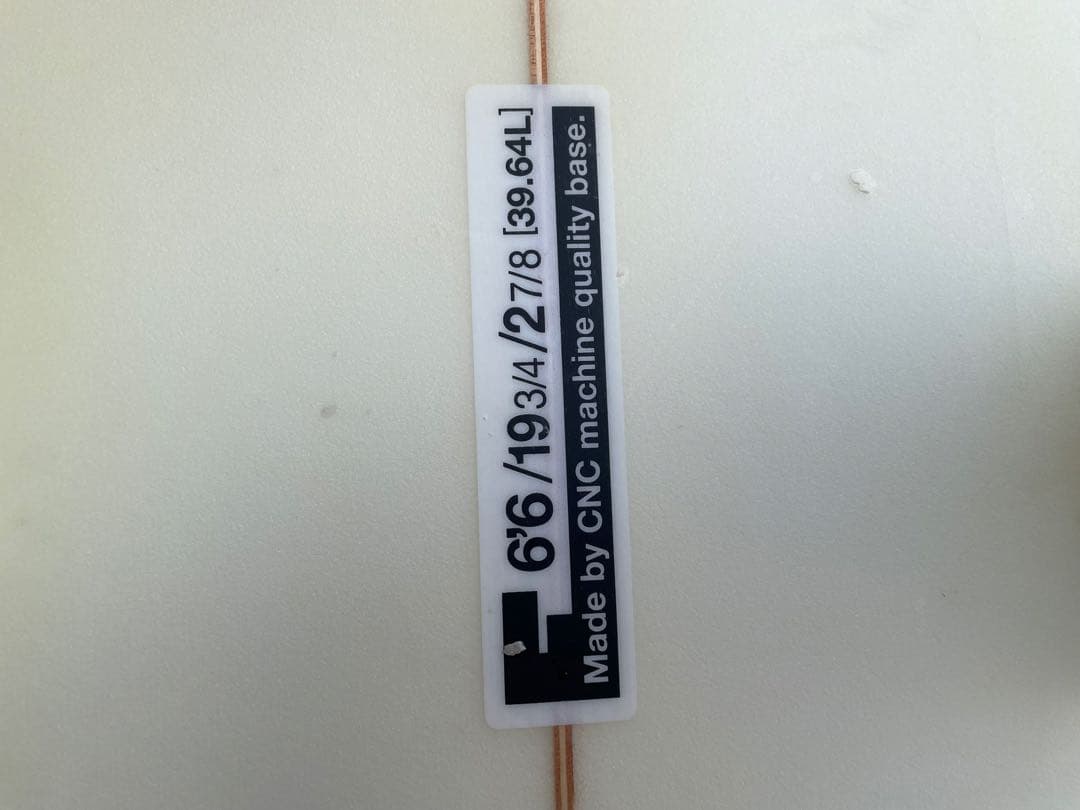 6'6 /19 3/4 /2 7/8 [39.64L]
Made by CNC machine quality base.